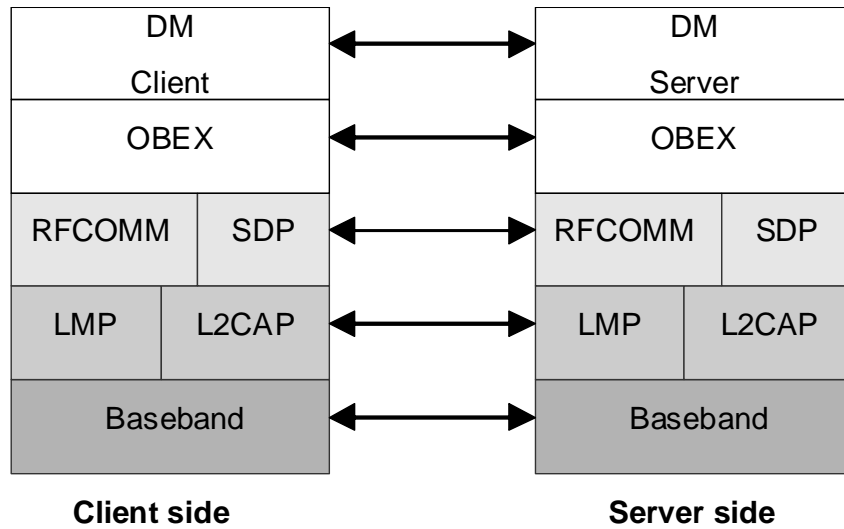 DM DM
Client Server
OBEX OBEX
RFCOMM SDP RFCOMM SDP
LMP L2CAP LMP L2CAP
Baseband Baseband
Client side Server side